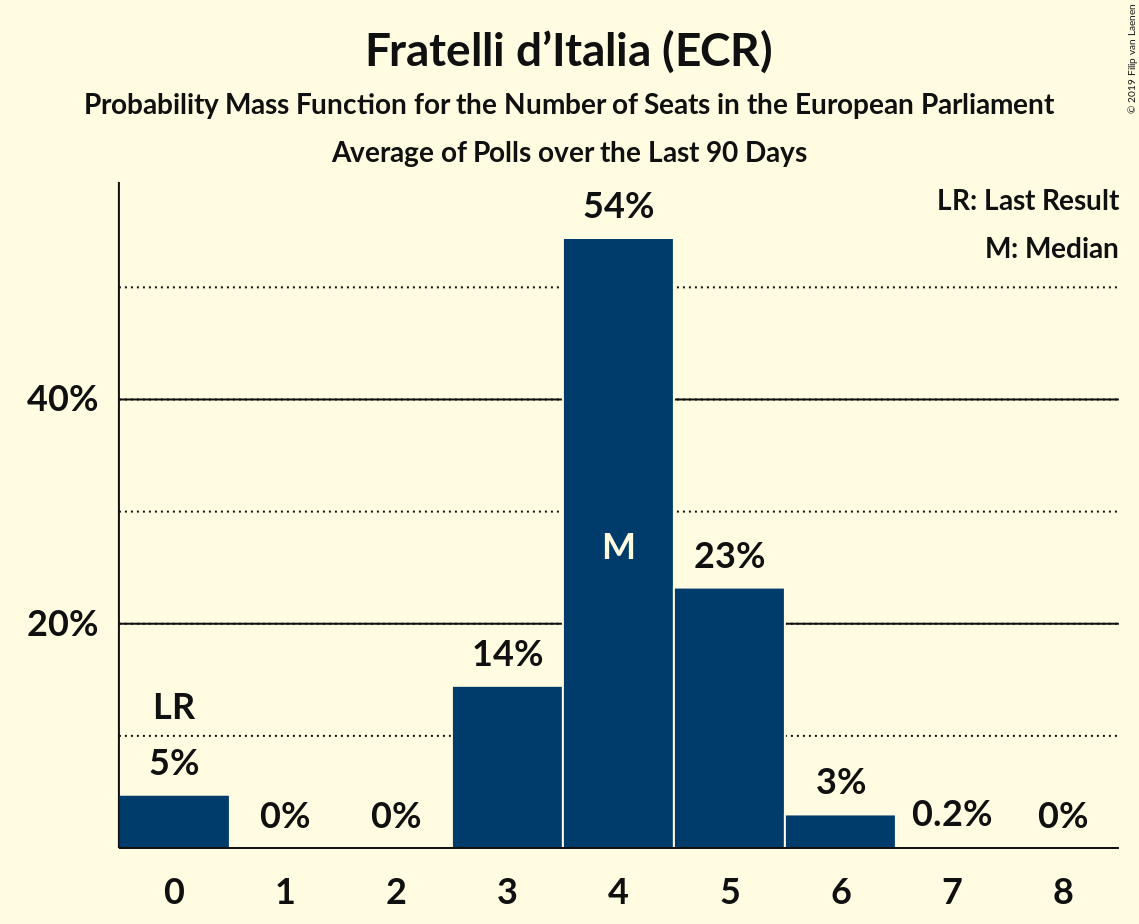 Fratelli d’Italia (ECR)
Probability Mass Function for the Number of Seats in the European Parliament
Average of Polls over the Last 90 Days
© 2019 Filip van Laenen
LR: Last Result
M: Median
54%
40%
M
23%
20%
14%
LR
5%
0%
0%
3%
0.2%
0%
0 1 2 3 4 5 6 7 8